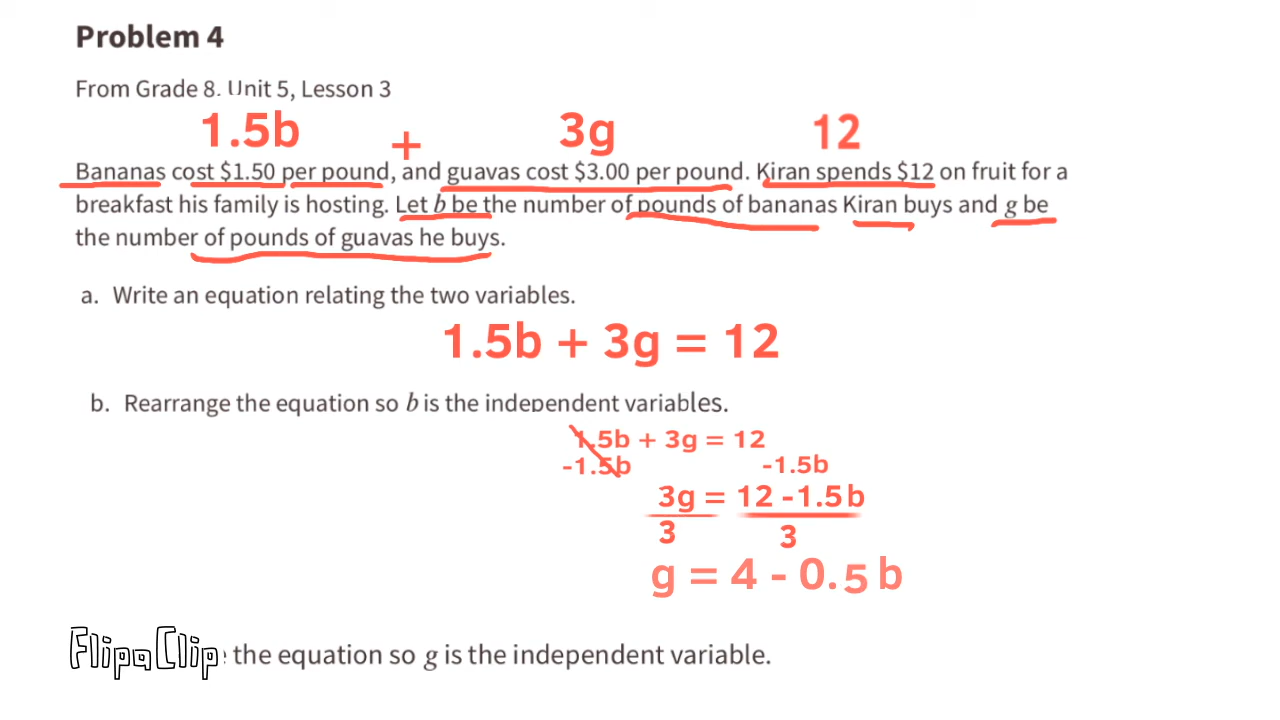 Problem 4
From Grade 8. Unit 5, Lesson 3
1.5b + 3g 12
Bananas cost $1.50 per pound, and guavas cost $3.00 per pound. Kiran spends $12 on fruit for a
breakfast his family is hosting. Let b be the number of pounds of bananas Kiran buys and g be
the number of pounds of guavas he buys.
a. Write an equation relating the two variables.
1.5b + 3g = 12
b. Rearrange the equation so b is the independent variables.
1.5b + 3g = 12
-1.5b -1.5b
3g = 12 - 1.5b
3 3
g = 4 - 0.5b
FlipaClip the equation so g is the independent variable.